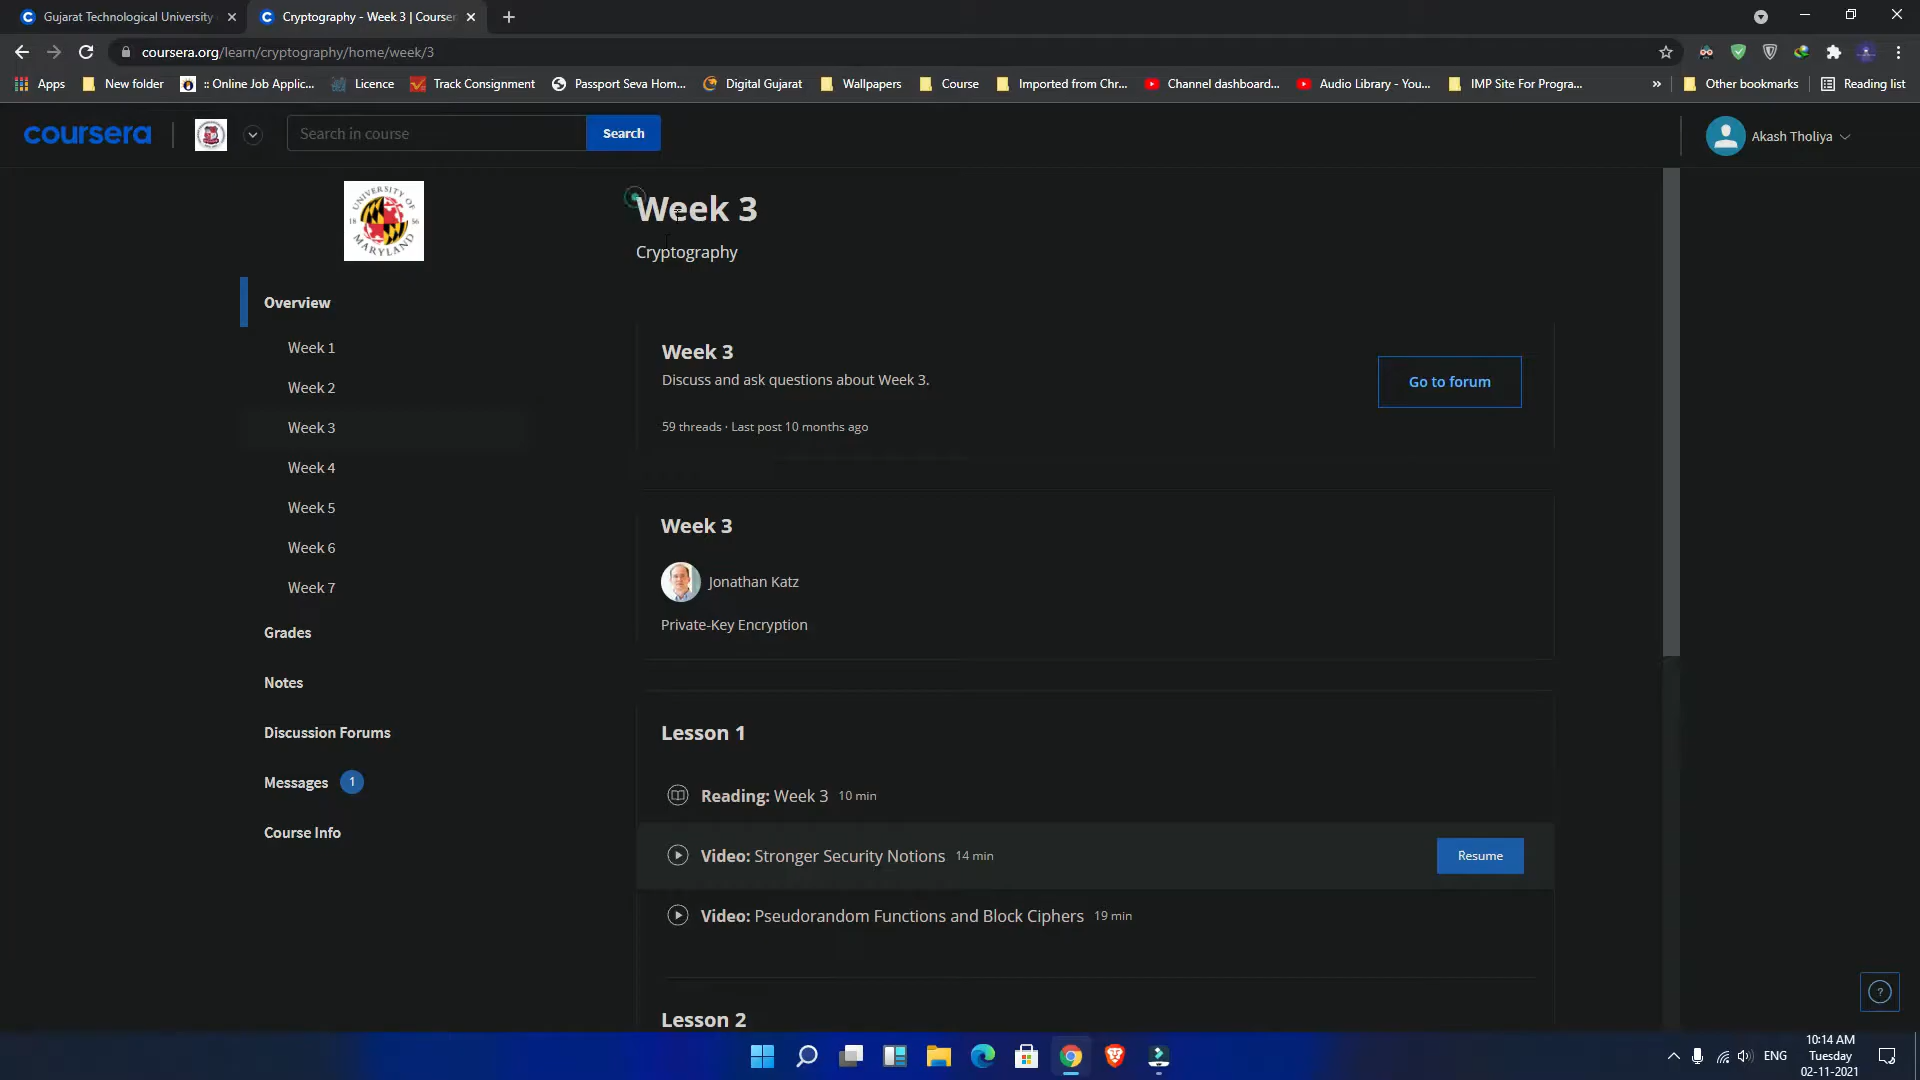 Gujarat Technological University
Cryptography - Week 3 | Courser
coursera.org/learn/cryptography/home/week/3
Apps
New folder
:: Online Job Applic...
Licence
Track Consignment
Passport Seva Hom...
Digital Gujarat
Wallpapers
Course
Imported from Chr...
Channel dashboard...
Audio Library - You...
IMP Site For Progra...
»
Other bookmarks
Reading list
coursera
Search in course
Search
Akash Tholiya
UNIVERSITY OF
18 56
MARYLAND
Overview
Week 1
Week 2
Week 3
Week 4
Week 5
Week 6
Week 7
Grades
Notes
Discussion Forums
Messages 1
Course Info
Week 3
Cryptography
Week 3
Discuss and ask questions about Week 3.
59 threads · Last post 10 months ago
Go to forum
Week 3
Jonathan Katz
Private-Key Encryption
Lesson 1
Reading: Week 3 10 min
Video: Stronger Security Notions 14 min
Resume
Video: Pseudorandom Functions and Block Ciphers 19 min
Lesson 2
?
ENG
10:14 AM
Tuesday
02-11-2021